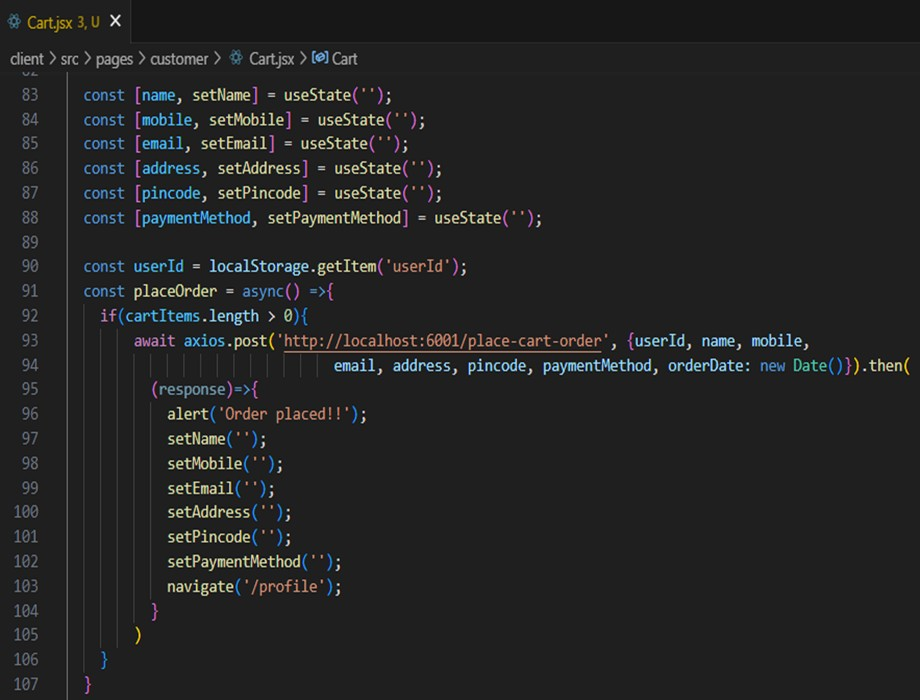 Cart.jsx 3, U ×
client > src > pages > customer > Cart.jsx > Cart
82
83 const [name, setName] = useState('');
84 const [mobile, setMobile] = useState('');
85 const [email, setEmail] = useState('');
86 const [address, setAddress] = useState('');
87 const [pincode, setPincode] = useState('');
88 const [paymentMethod, setPaymentMethod] = useState('');
89
90 const userId = localStorage.getItem('userId');
91 const placeOrder = async() =>{
92 if(cartItems.length > 0){
93 await axios.post('http://localhost:6001/place-cart-order', {userId, name, mobile,
94 email, address, pincode, paymentMethod, orderDate: new Date()}).then(
95 (response)=>{
96 alert('Order placed!!');
97 setName('');
98 setMobile('');
99 setEmail('');
100 setAddress('');
101 setPincode('');
102 setPaymentMethod('');
103 navigate('/profile');
104 }
105 )
106 }
107 }